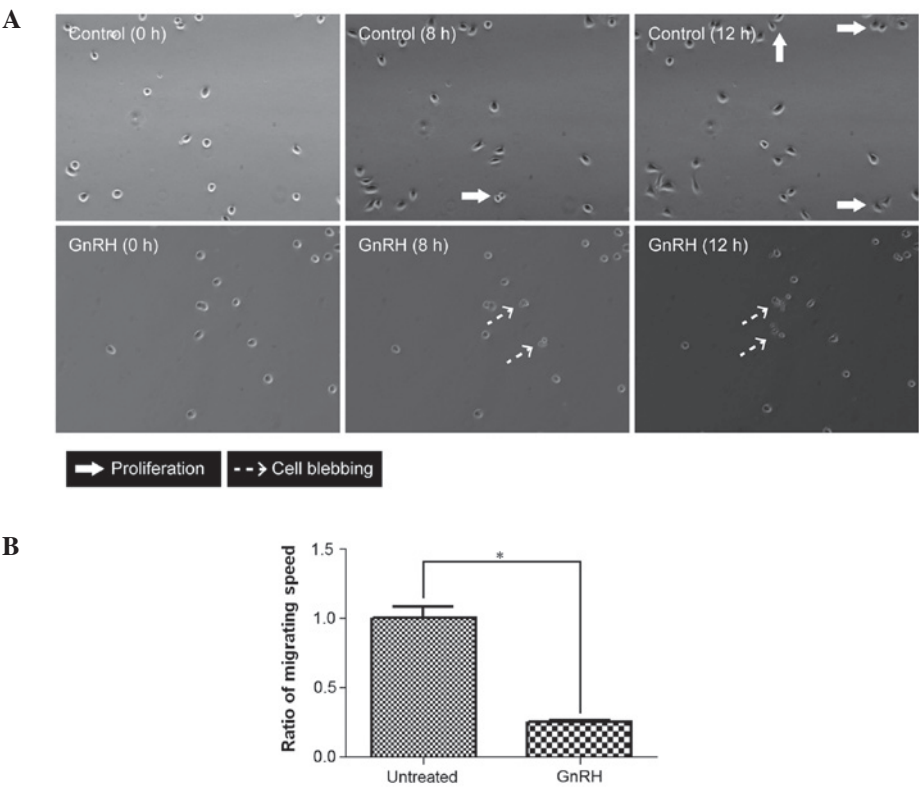 A
Control (0 h)
Control (8 h)
Control (12 h)
GnRH (0 h)
GnRH (8 h)
GnRH (12 h)
Proliferation
Cell blebbing
B
Ratio of migrating speed
1.5
1.0
0.5
0.0
*
Untreated
GnRH